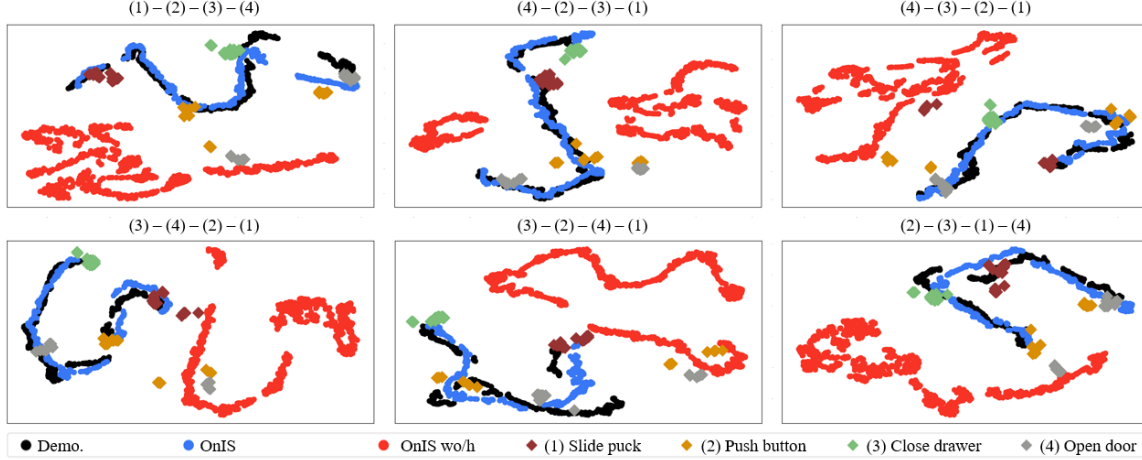 (1) – (2) – (3) – (4)
(4) – (2) – (3) – (1)
(4) – (3) – (2) – (1)
(3) – (4) – (2) – (1)
(3) – (2) – (4) – (1)
(2) – (3) – (1) – (4)
Demo. OnIS OnIS wo/h (1) Slide puck (2) Push button (3) Close drawer (4) Open door